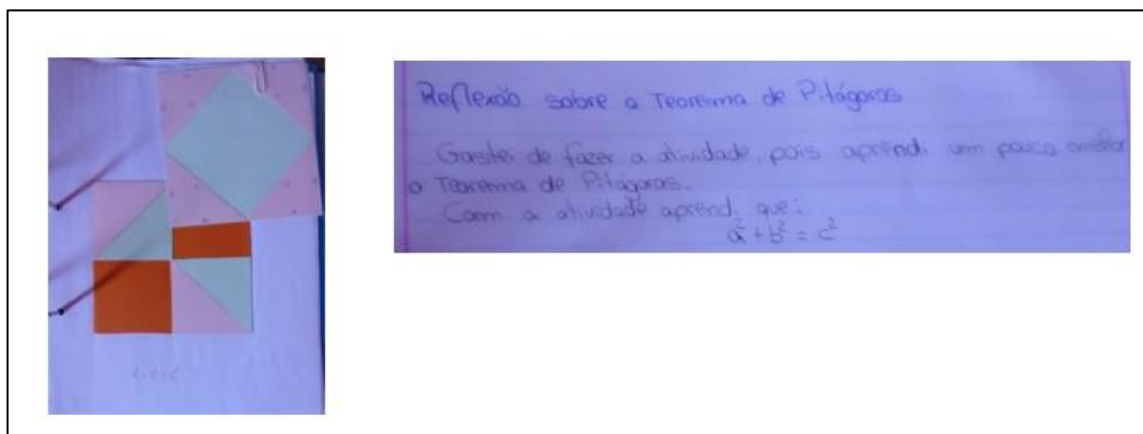 Reflexão sobre o Teorema de Pitágoras
Gostei de fazer a atividade, pois aprendi um pouco melhor
o Teorema de Pitágoras.
Com a atividade aprendi que:
a² + b² = c²